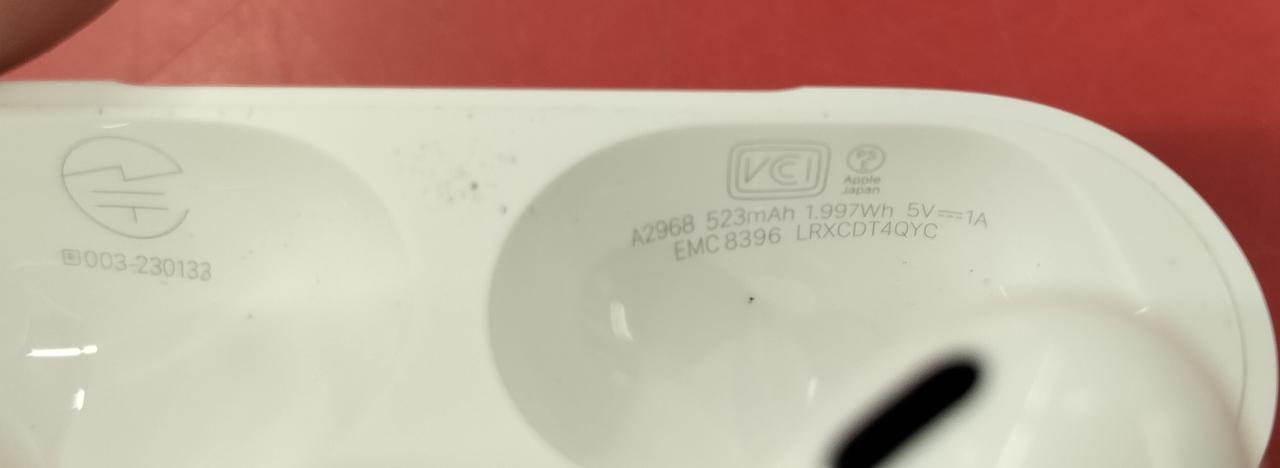 003-230133
VCI
Apple
Japan
A2968 523mAh 1.997Wh 5V⎓1A
EMC 8396 LRXCDT4QYC